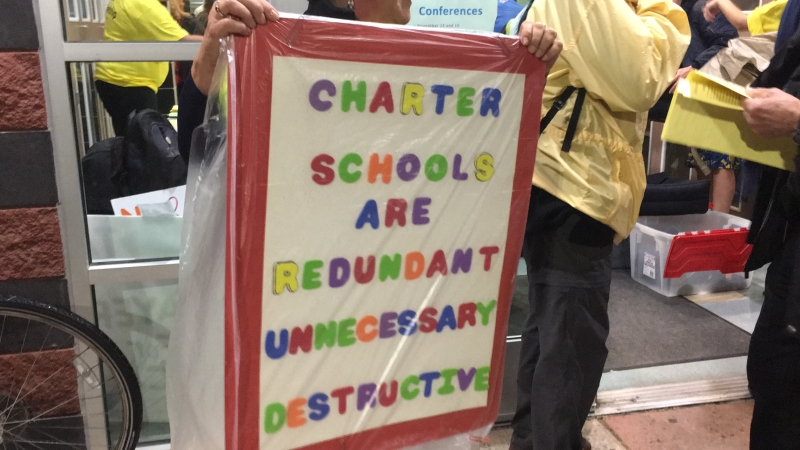 Conferences
CHARTER
SCHOOLS
ARE
REDUNDANT
UNNECESSARY
DESTRUCTIVE